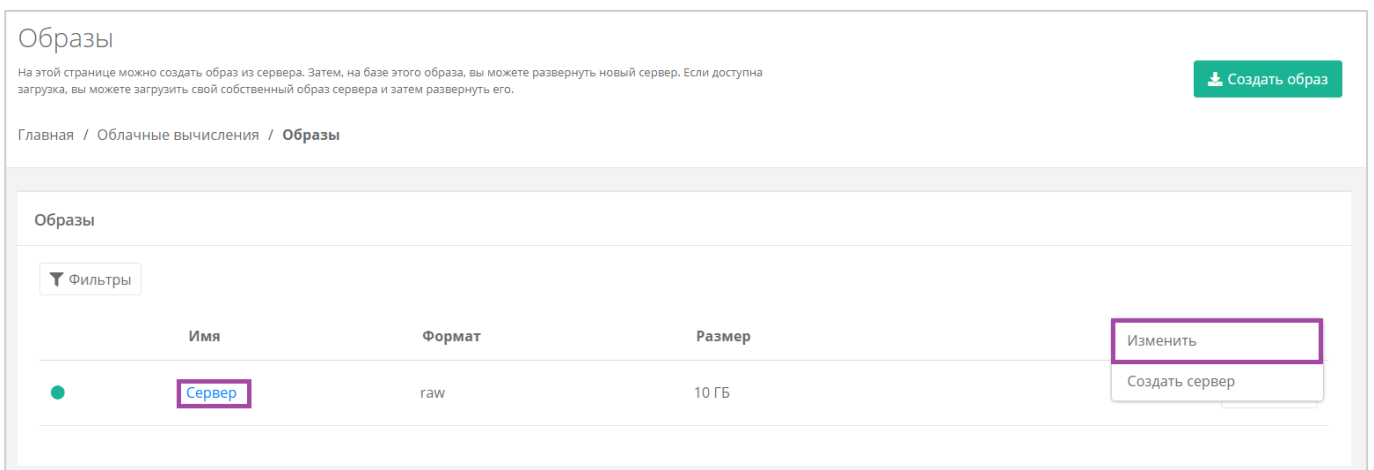 Образы
На этой странице можно создать образ из сервера. Затем, на базе этого образа, вы можете развернуть новый сервер. Если доступна
загрузка, вы можете загрузить свой собственный образ сервера и затем развернуть его.
Создать образ
Главная / Облачные вычисления / Образы
Образы
Фильтры
Имя Формат Размер
Изменить
Создать сервер
Сервер raw 10 ГБ